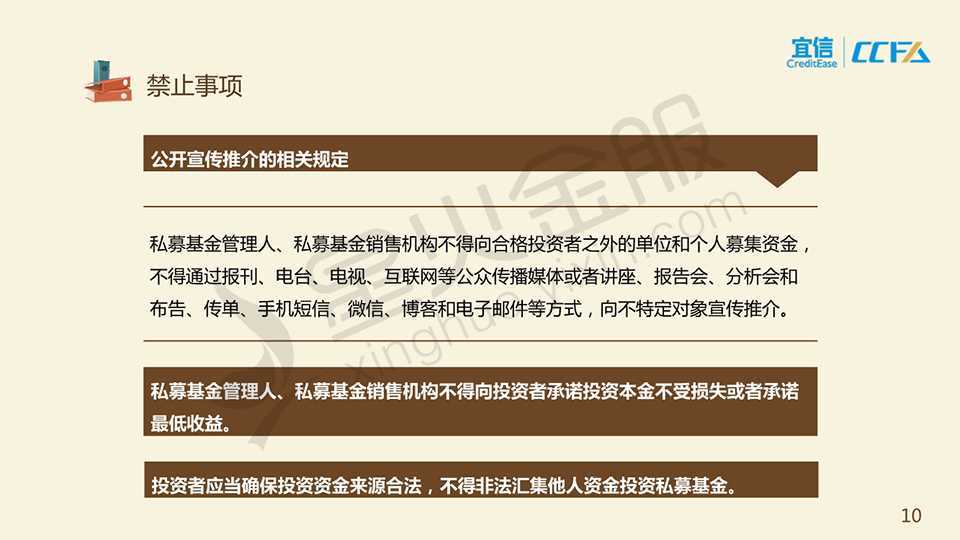 宜信
CreditEase
CCFA
禁止事项
公开宣传推介的相关规定
私募基金管理人、私募基金销售机构不得向合格投资者之外的单位和个人募集资金，
不得通过报刊、电台、电视、互联网等公众传播媒体或者讲座、报告会、分析会和
布告、传单、手机短信、微信、博客和电子邮件等方式，向不特定对象宣传推介。
私募基金管理人、私募基金销售机构不得向投资者承诺投资本金不受损失或者承诺
最低收益。
投资者应当确保投资资金来源合法，不得非法汇集他人资金投资私募基金。
星火金服
xinghuo.yixin.com
10